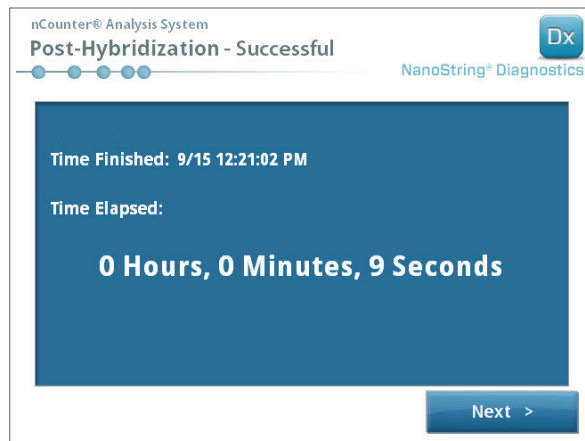 nCounter® Analysis System
Post-Hybridization - Successful
Dx
NanoString® Diagnostics
Time Finished: 9/15 12:21:02 PM
Time Elapsed:
0 Hours, 0 Minutes, 9 Seconds
Next >